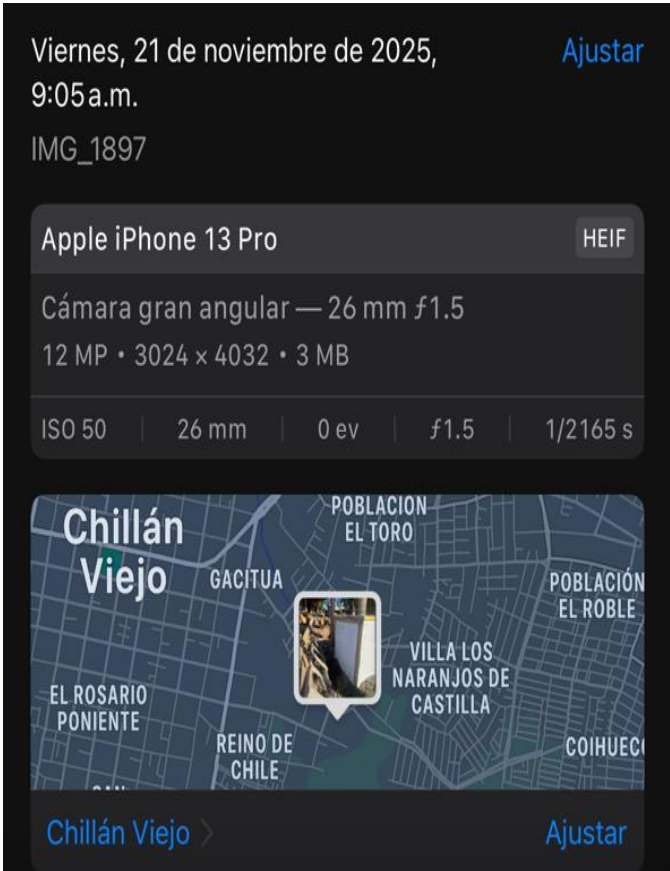 Viernes, 21 de noviembre de 2025,
9:05 a.m.
Ajustar
IMG_1897
Apple iPhone 13 Pro
HEIF
Cámara gran angular — 26 mm ƒ1.5
12 MP • 3024 × 4032 • 3 MB
ISO 50 | 26 mm | 0 ev | ƒ1.5 | 1/2165 s
Chillán
Viejo
POBLACION
EL TORO
GACITUA
POBLACIÓN
EL ROBLE
VILLA LOS
NARANJOS DE
CASTILLA
EL ROSARIO
PONIENTE
REINO DE
CHILE
COIHUEC
Chillán Viejo >
Ajustar